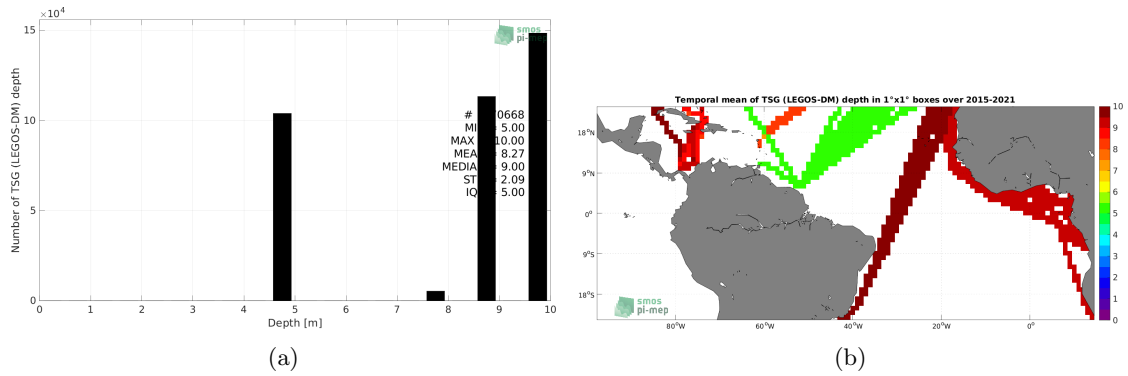 ×10⁴
15
10
5
0
0 1 2 3 4 5 6 7 8 9 10
Number of TSG (LEGOS-DM) depth
Depth [m]
smos
pi-mep
# 0668
MI 5.00
MAX 10.00
MEA 8.27
MEDIA 9.00
ST 2.09
IQ 5.00
(a)
Temporal mean of TSG (LEGOS-DM) depth in 1°x1° boxes over 2015-2021
18°N
9°N
0°
9°S
18°S
80°W 60°W 40°W 20°W 0°
10
9
8
7
6
5
4
3
2
1
0
smos
pi-mep
(b)